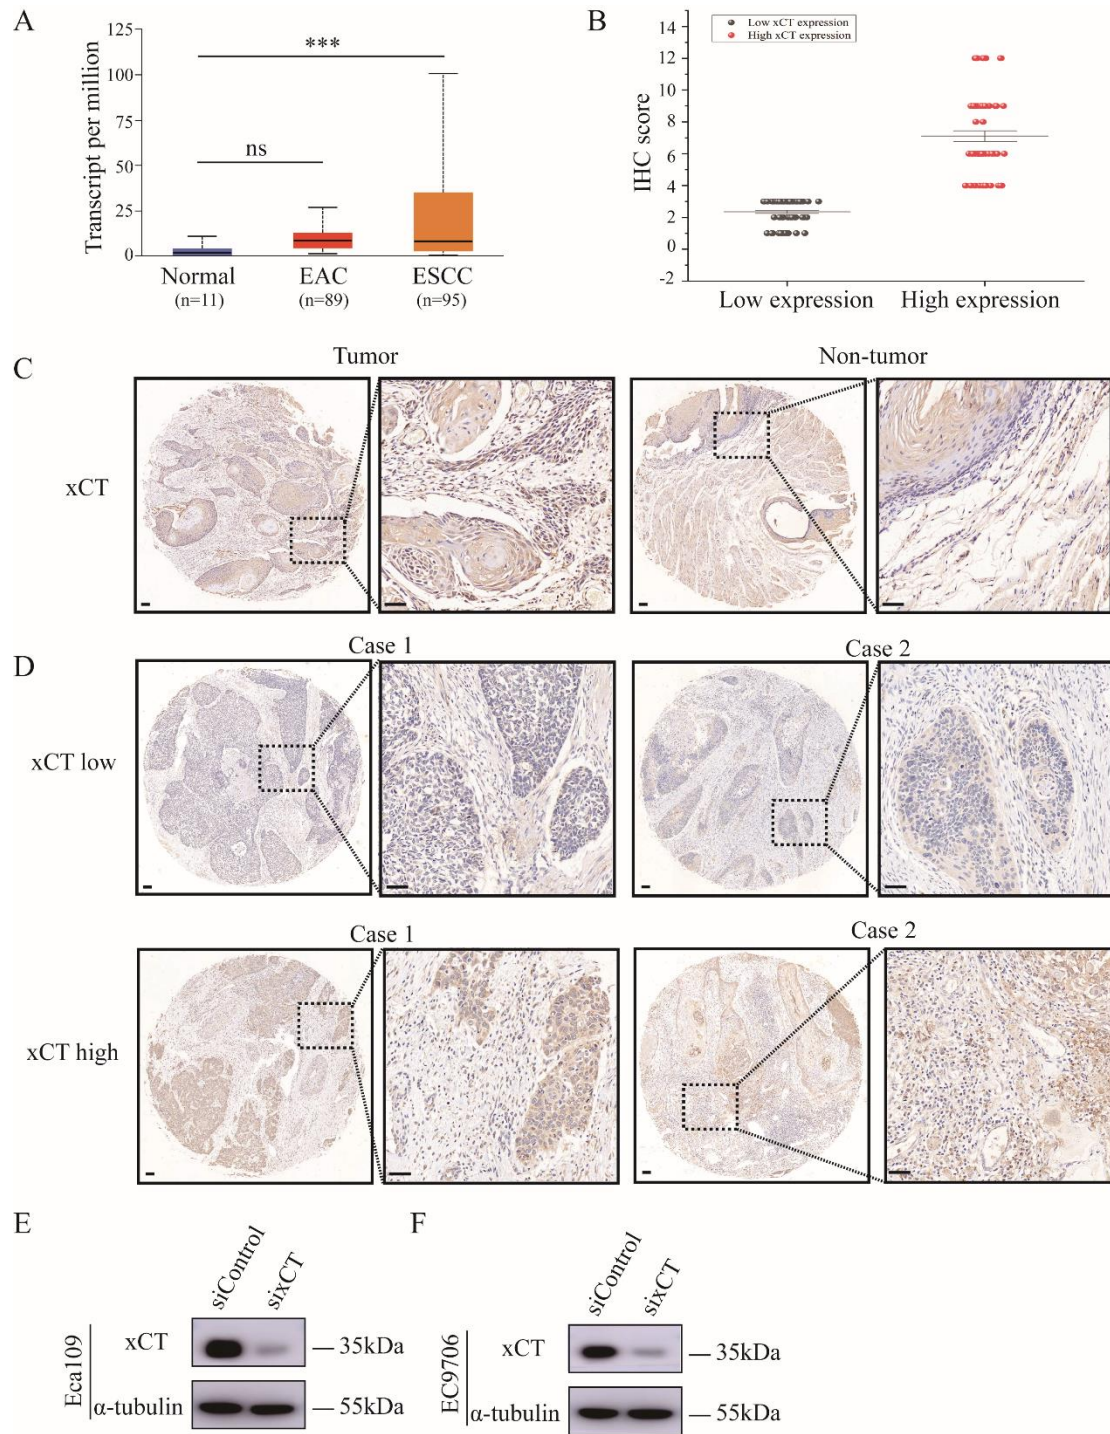 A
Transcript per million
125
100
75
50
25
0
***
ns
Normal
(n=11)
EAC
(n=89)
ESCC
(n=95)
B
IHC score
14
12
10
8
6
4
2
0
-2
Low xCT expression
High xCT expression
Low expression
High expression
C
Tumor
Non-tumor
xCT
D
Case 1
Case 2
xCT low
Case 1
Case 2
xCT high
E
siControl
sixCT
Eca109
xCT
35kDa
α-tubulin
55kDa
F
siControl
sixCT
EC9706
xCT
35kDa
α-tubulin
55kDa